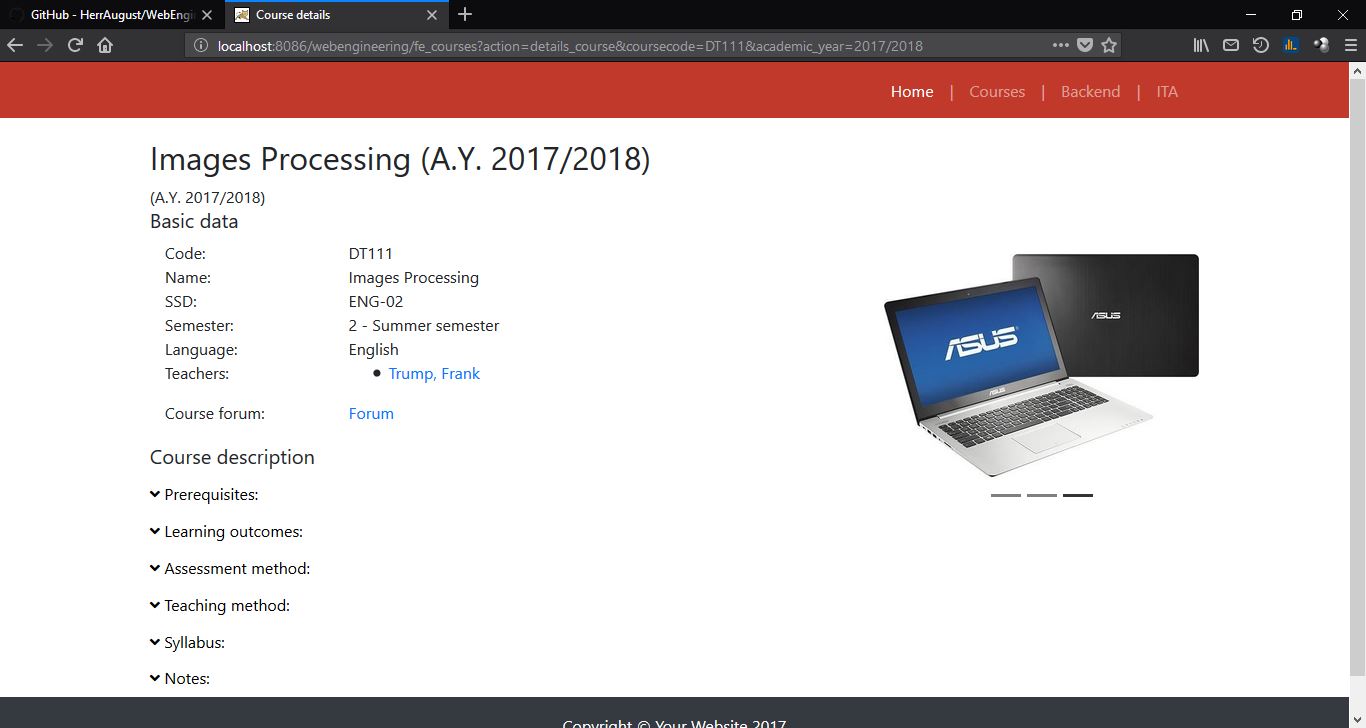 GitHub - HerrAugust/WebEngi
Course details
localhost:8086/webengineering/fe_courses?action=details_course&coursecode=DT111&academic_year=2017/2018
Home | Courses | Backend | ITA
Images Processing (A.Y. 2017/2018)
(A.Y. 2017/2018)
Basic data
Code: DT111
Name: Images Processing
SSD: ENG-02
Semester: 2 - Summer semester
Language: English
Teachers: • Trump, Frank
Course forum: Forum
ASUS
ASUS
ASUS
Course description
Prerequisites:
Learning outcomes:
Assessment method:
Teaching method:
Syllabus:
Notes:
Copyright © Your Website 2017